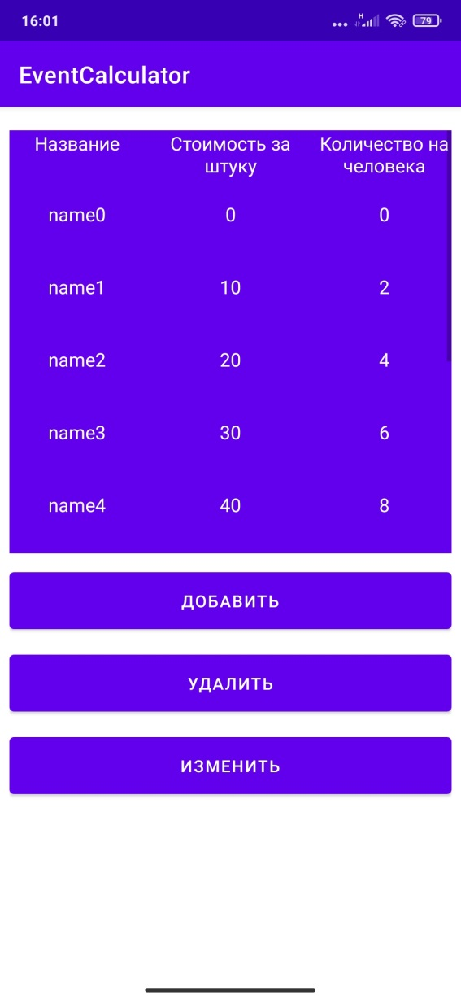 16:01
H
79
EventCalculator
Название Стоимость за штуку Количество на человека
name0 0 0
name1 10 2
name2 20 4
name3 30 6
name4 40 8
ДОБАВИТЬ
УДАЛИТЬ
ИЗМЕНИТЬ